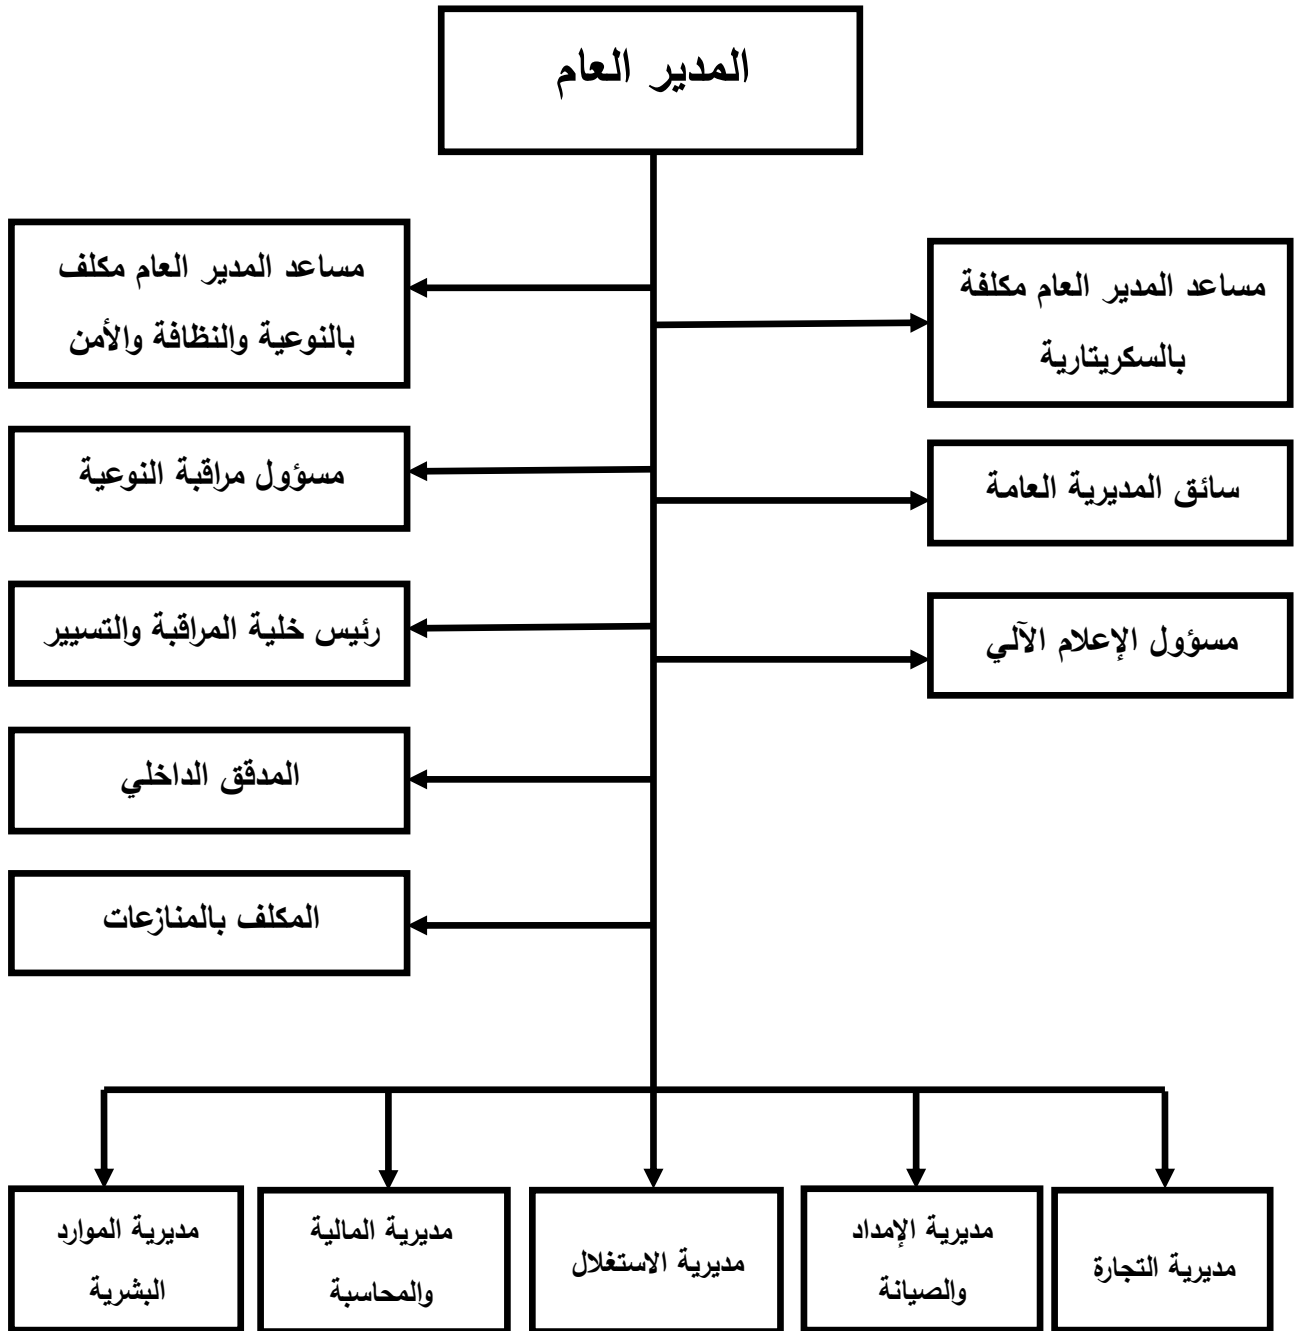 المدير العام
مساعد المدير العام مكلفة
بالسكريتارية
مساعد المدير العام مكلف
بالنوعية والنظافة والأمن
سائق المديرية العامة
مسؤول مراقبة النوعية
مسؤول الإعلام الآلي
رئيس خلية المراقبة والتسيير
المدقق الداخلي
المكلف بالمنازعات
مديرية التجارة
مديرية الإمداد
والصيانة
مديرية الاستغلال
مديرية المالية
والمحاسبة
مديرية الموارد
البشرية